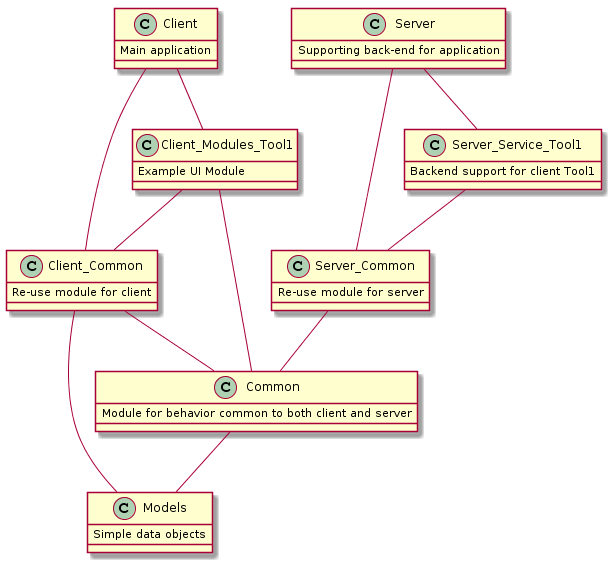 C Client
Main application
C Server
Supporting back-end for application
C Client_Modules_Tool1
Example UI Module
C Server_Service_Tool1
Backend support for client Tool1
C Client_Common
Re-use module for client
C Server_Common
Re-use module for server
C Common
Module for behavior common to both client and server
C Models
Simple data objects